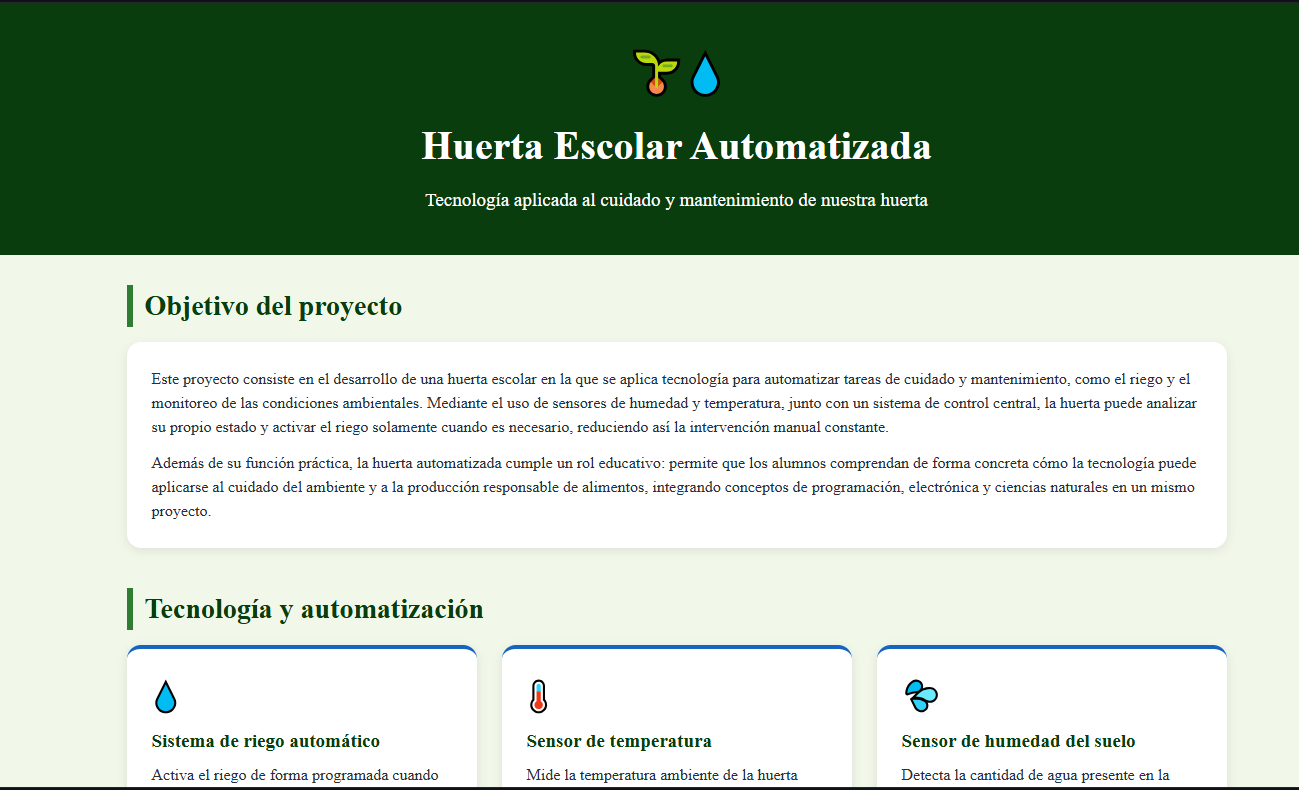 Huerta Escolar Automatizada
Tecnología aplicada al cuidado y mantenimiento de nuestra huerta
Objetivo del proyecto
Este proyecto consiste en el desarrollo de una huerta escolar en la que se aplica tecnología para automatizar tareas de cuidado y mantenimiento, como el riego y el
monitoreo de las condiciones ambientales. Mediante el uso de sensores de humedad y temperatura, junto con un sistema de control central, la huerta puede analizar
su propio estado y activar el riego solamente cuando es necesario, reduciendo así la intervención manual constante.
Además de su función práctica, la huerta automatizada cumple un rol educativo: permite que los alumnos comprendan de forma concreta cómo la tecnología puede
aplicarse al cuidado del ambiente y a la producción responsable de alimentos, integrando conceptos de programación, electrónica y ciencias naturales en un mismo
proyecto.
Tecnología y automatización
Sistema de riego automático
Activa el riego de forma programada cuando
Sensor de temperatura
Mide la temperatura ambiente de la huerta
Sensor de humedad del suelo
Detecta la cantidad de agua presente en la